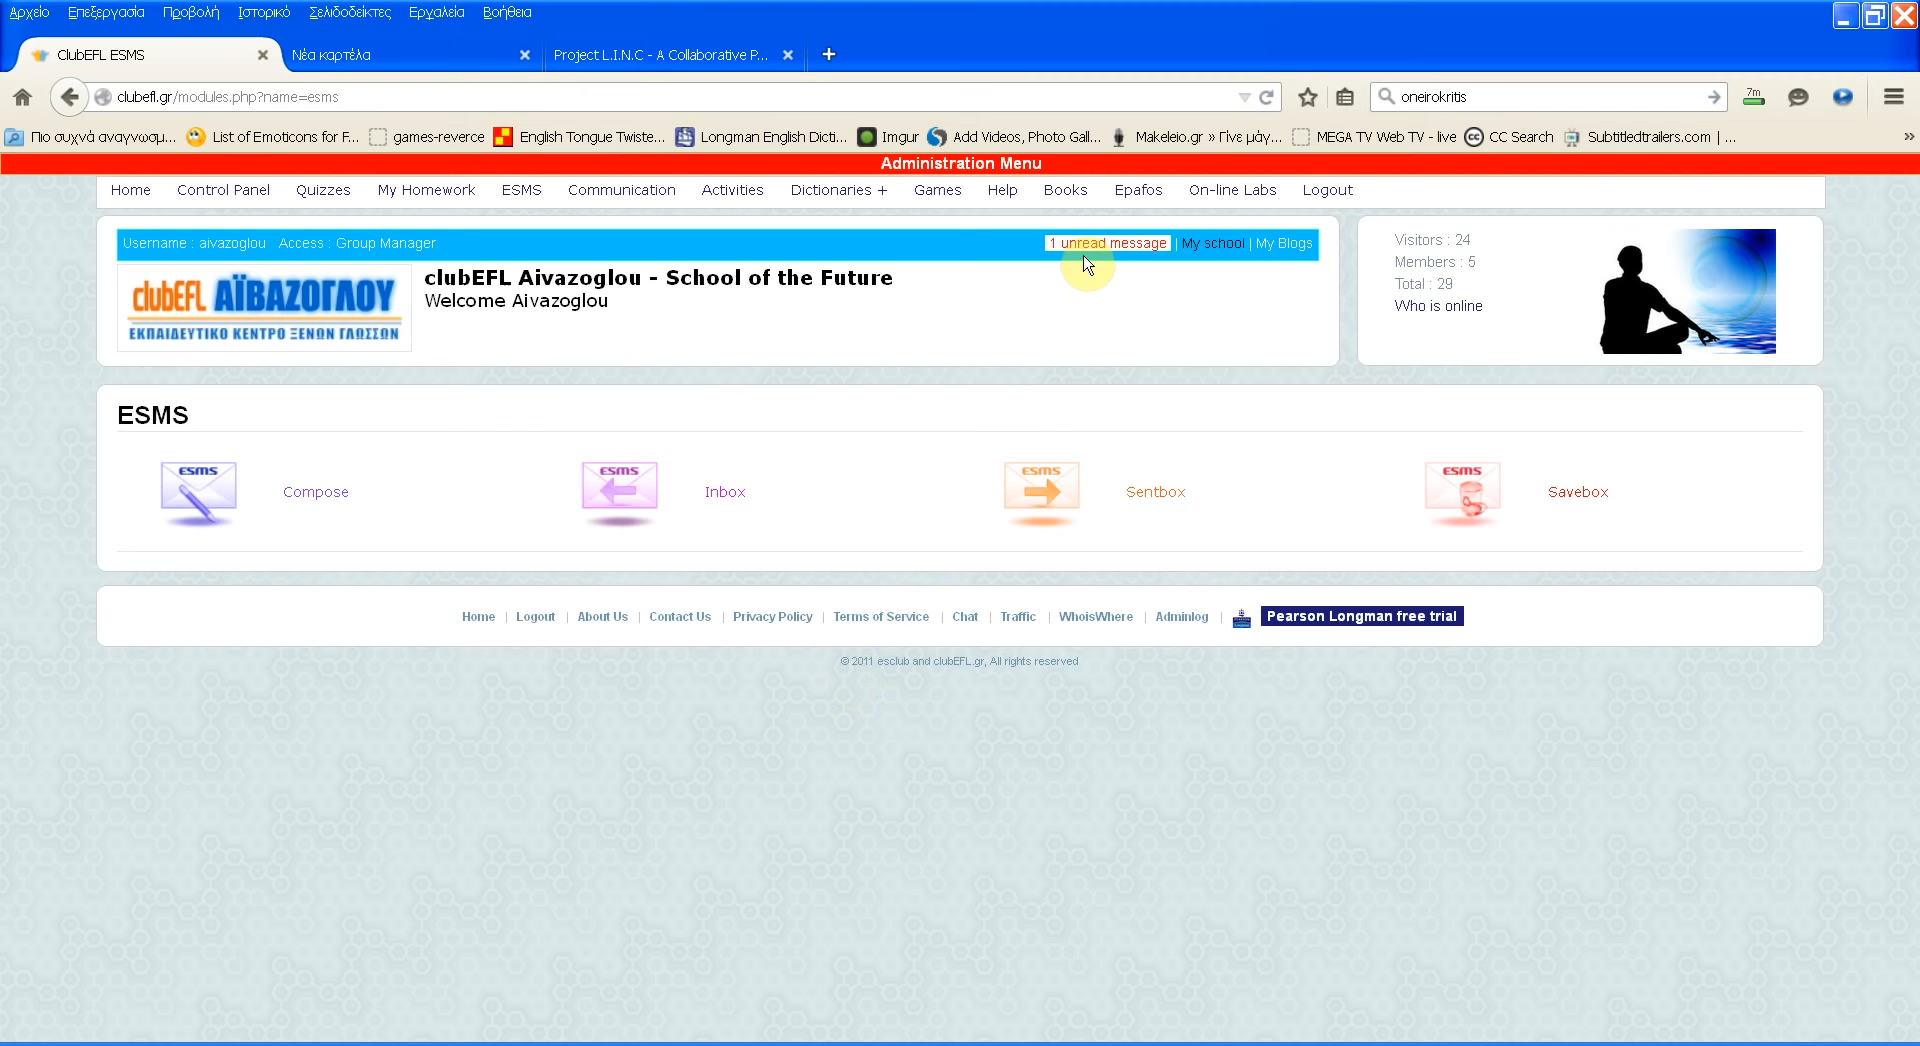 Αρχείο Επεξεργασία Προβολή Ιστορικό Σελιδοδείκτες Εργαλεία Βοήθεια
ClubEFL ESMS Νέα καρτέλα Project L.I.N.C - A Collaborative P...
clubefl.gr/modules.php?name=esms oneirokritis 7m
Πιο συχνά αναγνωσμ... List of Emoticons for F... games-reverce English Tongue Twiste... Longman English Dicti... Imgur Add Videos, Photo Gall... Makeleio.gr » Γίνε μάγ... MEGA TV Web TV - live CC Search Subtitledtrailers.com | ... »
Administration Menu
Home Control Panel Quizzes My Homework ESMS Communication Activities Dictionaries + Games Help Books Epafos On-line Labs Logout
Username : aivazoglou Access : Group Manager 1 unread message | My school | My Blogs
clubEFL ΑΪΒΑΖΟΓΛΟΥ
ΕΚΠΑΙΔΕΥΤΙΚΟ ΚΕΝΤΡΟ ΞΕΝΩΝ ΓΛΩΣΣΩΝ
clubEFL Aivazoglou - School of the Future
Welcome Aivazoglou
Visitors : 24
Members : 5
Total : 29
Who is online
ESMS
ESMS Compose ESMS Inbox ESMS Sentbox ESMS Savebox
Home | Logout | About Us | Contact Us | Privacy Policy | Terms of Service | Chat | Traffic | WhoisWhere | Adminlog | Pearson Longman free trial
© 2011 esclub and clubEFL.gr, All rights reserved